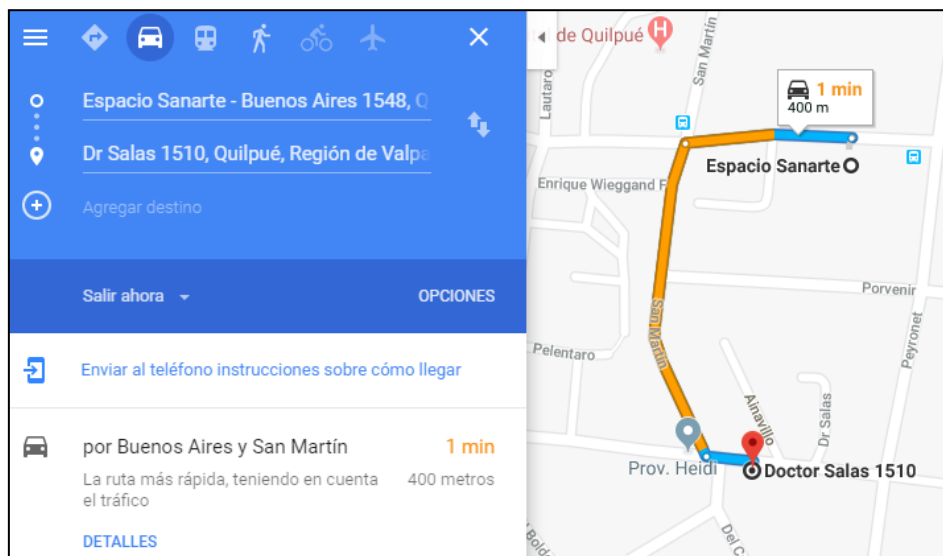 Espacio Sanarte - Buenos Aires 1548, Q
Dr Salas 1510, Quilpué, Región de Valpa
Agregar destino
Salir ahora
OPCIONES
Enviar al teléfono instrucciones sobre cómo llegar
por Buenos Aires y San Martín
1 min
La ruta más rápida, teniendo en cuenta
400 metros
el tráfico
DETALLES
de Quilpué
H
San Martín
Lautaro
1 min
400 m
Espacio Sanarte
Enrique Wieggand F
Porvenir
San Martín
Peyronet
Pelentaro
Ainavillo
Dr Salas
Prov. Heidi
Doctor Salas 1510
Del C